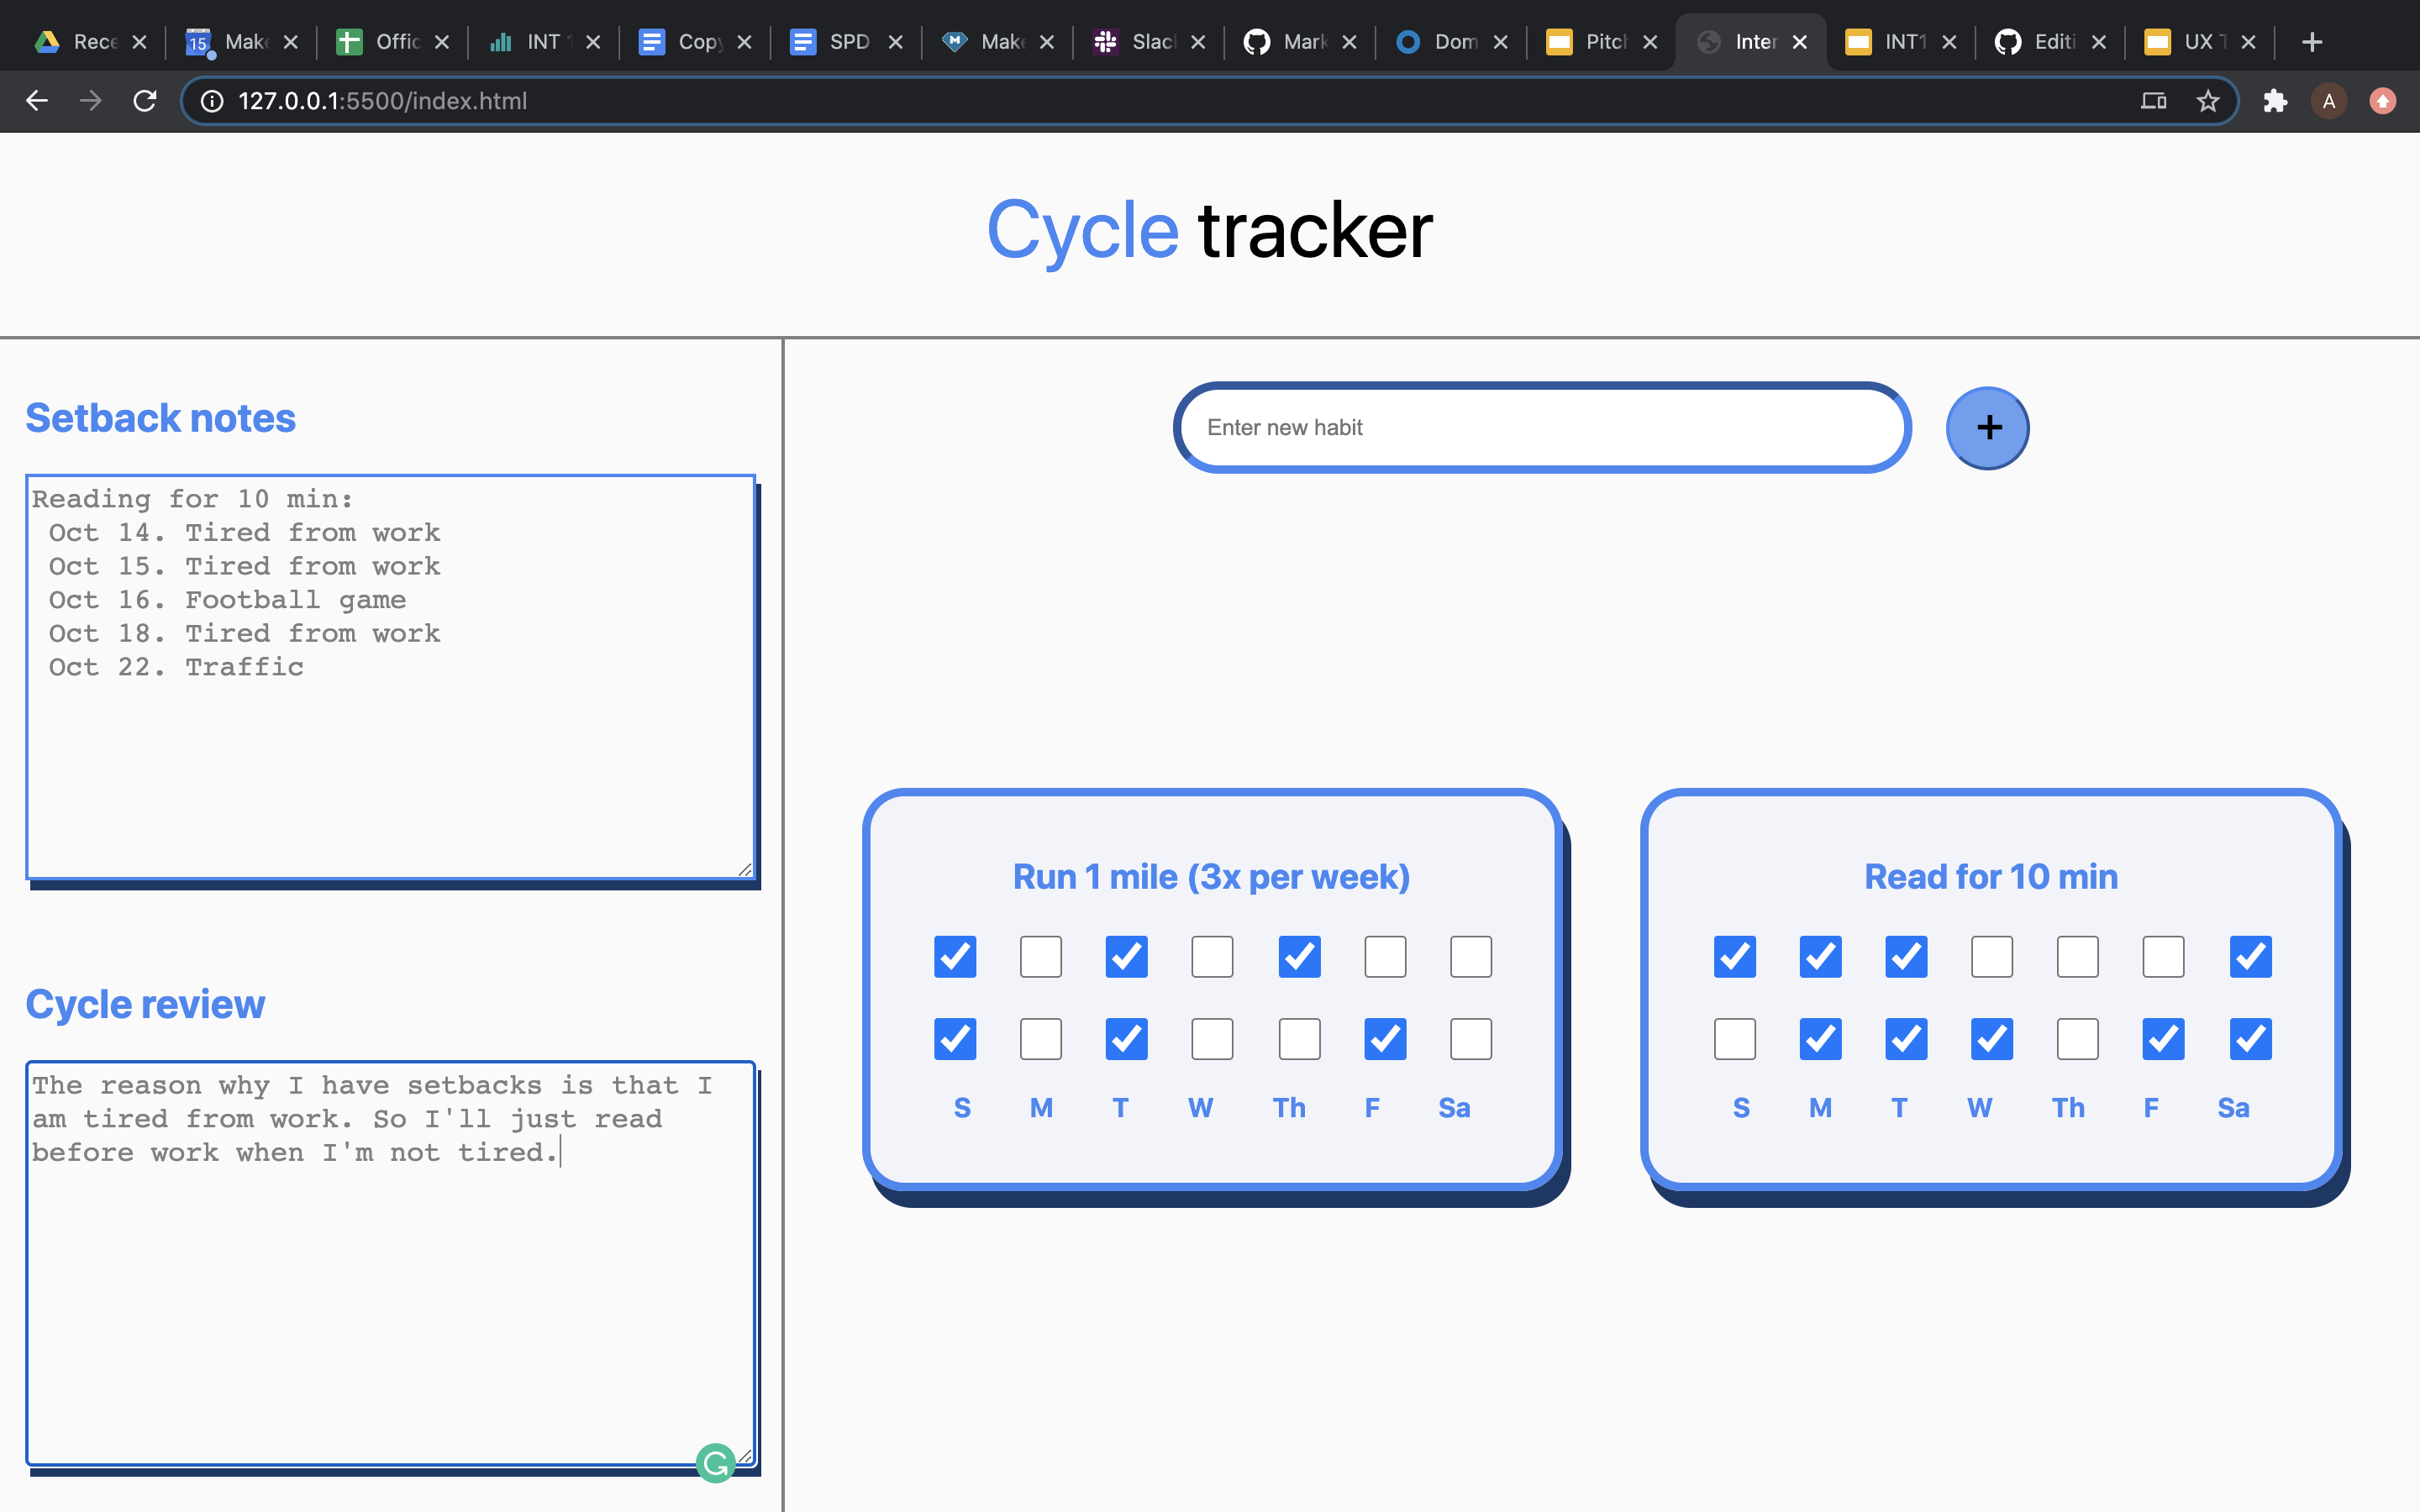 Rece
15
Make
Offic
INT 1
Copy
SPD
M
Make
Slac
Mark
Dom
Pitch
Inter
INT1
Editi
UX T
127.0.0.1:5500/index.html
A
Cycle tracker
Setback notes
Reading for 10 min:
Oct 14. Tired from work
Oct 15. Tired from work
Oct 16. Football game
Oct 18. Tired from work
Oct 22. Traffic
Cycle review
The reason why I have setbacks is that I
am tired from work. So I'll just read
before work when I'm not tired.
Enter new habit
+
Run 1 mile (3x per week)
S M T W Th F Sa
Read for 10 min
S M T W Th F Sa